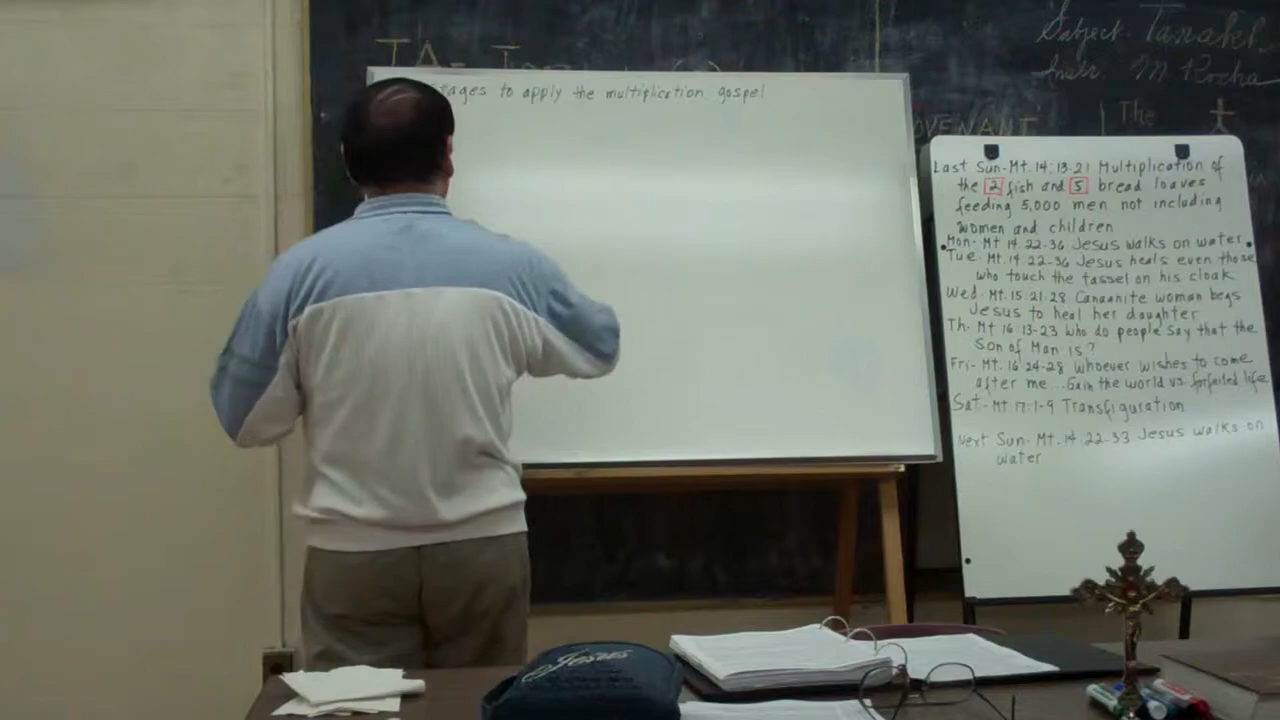 Subject. Tanakh
Instr. M Rocha
The
OVENANT
tages to apply the multiplication gospel
Last Sun-Mt. 14:13-21 Multiplication of
the 2 fish and 5 bread loaves
feeding 5,000 men not including
women and children
Mon- Mt 14:22-36 Jesus walks on water
Tue- Mt. 14 22-36 Jesus heals even those
who touch the tassel on his cloak
Wed- Mt. 15:21-28 Canaanite woman begs
Jesus to heal her daughter
Th- Mt 16:13-23 Who do people say that the
Son of Man is?
Fri- Mt. 16 24-28 Whoever wishes to come
after me... Gain the world vs forfeited life
Sat- Mt 17:1-9 Transfiguration
Next Sun- Mt. 14:22-33 Jesus walks on
water
Jesus